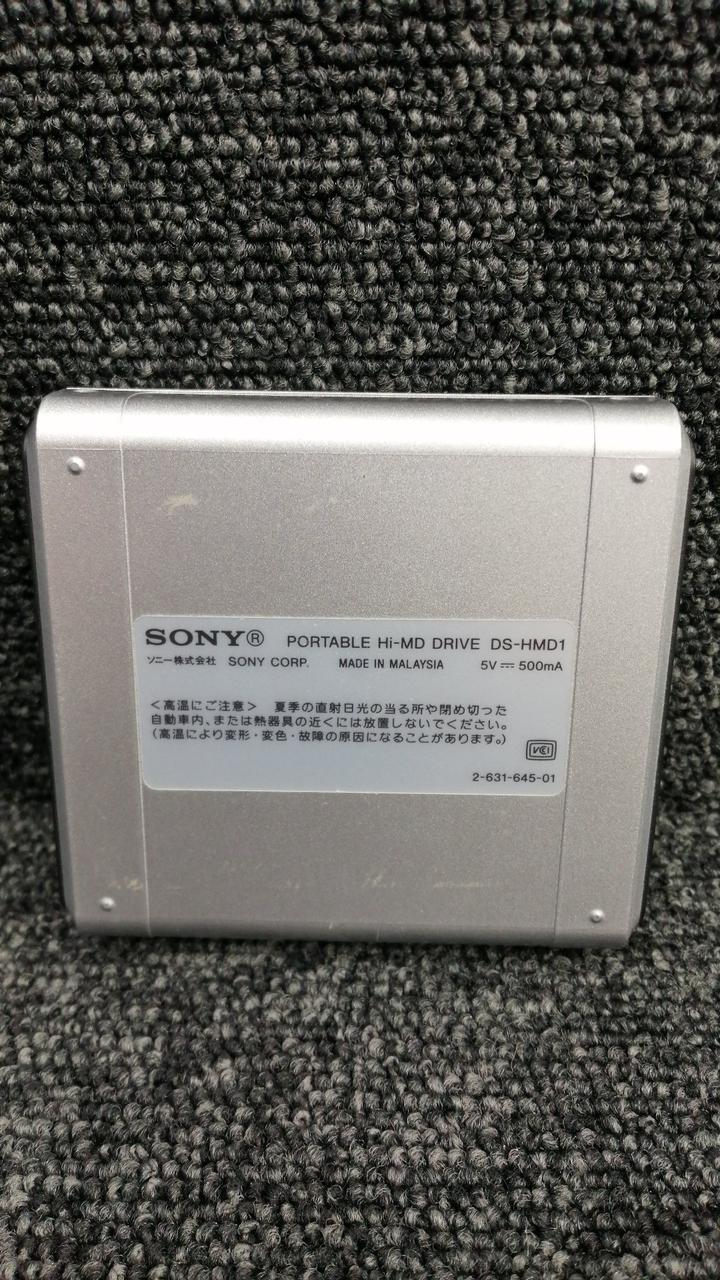 SONY® PORTABLE Hi-MD DRIVE DS-HMD1
ソニー株式会社 SONY CORP. MADE IN MALAYSIA 5V ⎓ 500mA
＜高温にご注意＞ 夏季の直射日光の当る所や閉め切った
自動車内、または熱器具の近くには放置しないでください。
(高温により変形・変色・故障の原因になることがあります。)
VCI
2-631-645-01